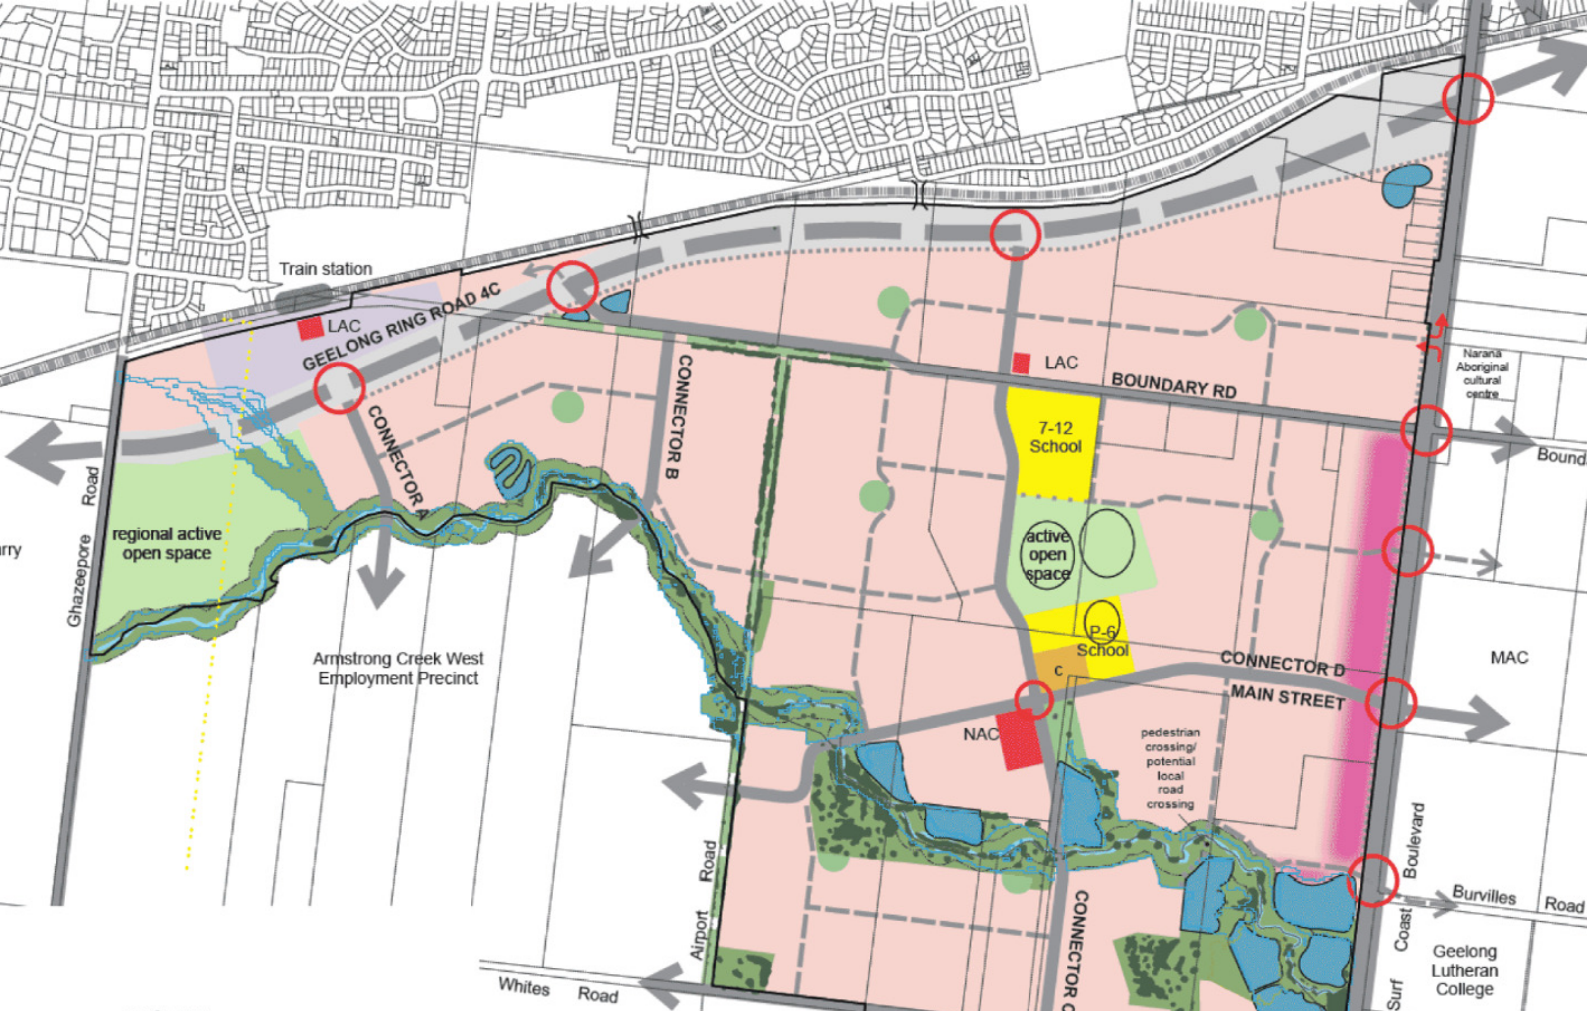 Train station
LAC
GEELONG RING ROAD 4C
CONNECTOR A
CONNECTOR B
LAC
BOUNDARY RD
Narana
Aboriginal
cultural
centre
7-12
School
Bound
Ghazeepore Road
regional active
open space
rry
active
open
space
P-6
School
c
Armstrong Creek West
Employment Precinct
CONNECTOR D
MAIN STREET
MAC
NAC
pedestrian
crossing/
potential
local
road
crossing
Airport Road
CONNECTOR C
Surf Coast Boulevard
Burvilles Road
Geelong
Lutheran
College
Whites Road